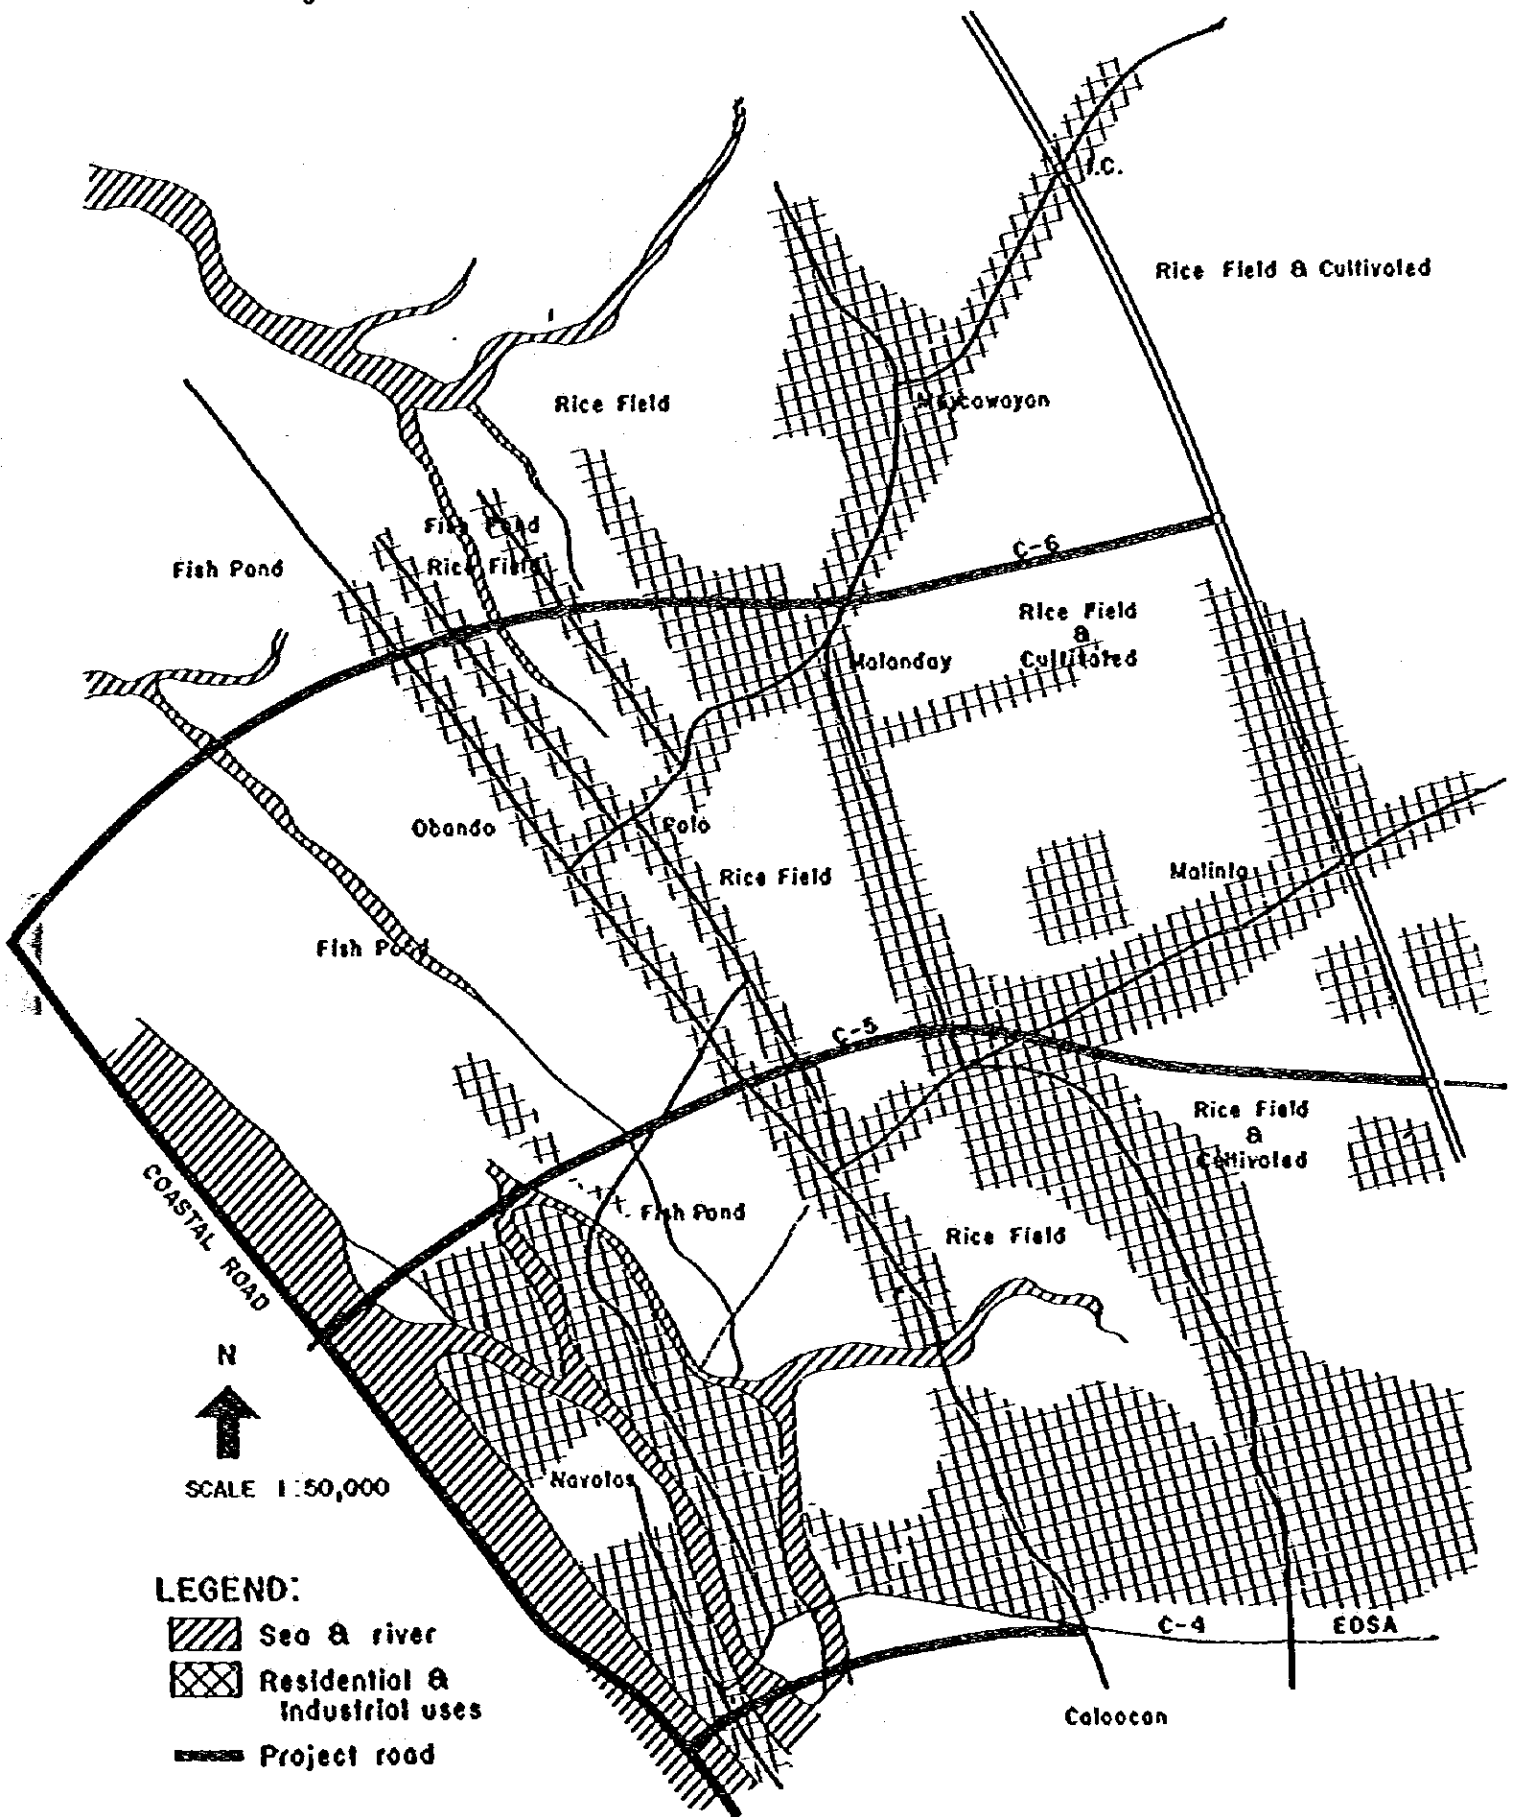 I.C.
Rice Field & Cultivated
Rice Field
Meycawayan
Fish Pond
Rice Field
Fish Pond
C-6
Rice Field
&
Cultivated
Malanday
Obando
Polo
Rice Field
Malinta
Fish Pond
C-5
Rice Field
&
Cultivated
COASTAL ROAD
Fish Pond
Rice Field
N
SCALE 1:50,000
Navotas
LEGEND:
Sea & river
Residential &
Industrial uses
Project road
C-4
EDSA
Caloocan